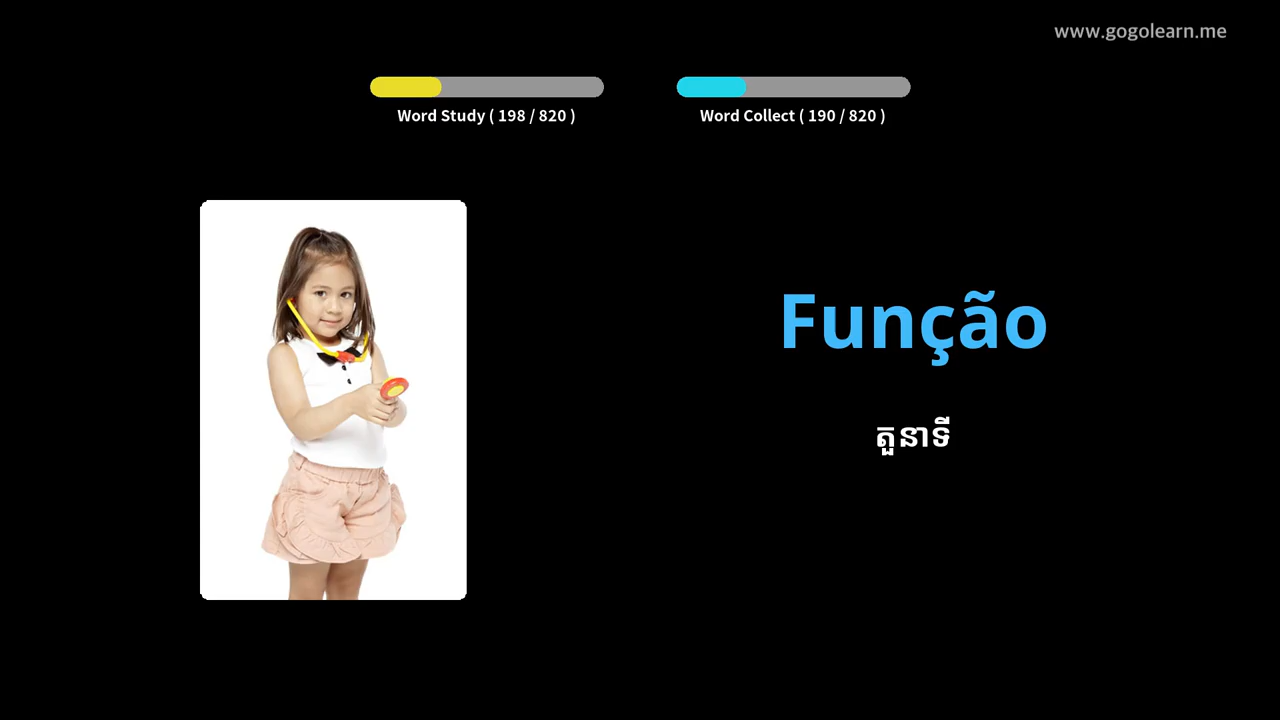 www.gogolearn.me
Word Study ( 198 / 820 )
Word Collect ( 190 / 820 )
Função
តួនាទី